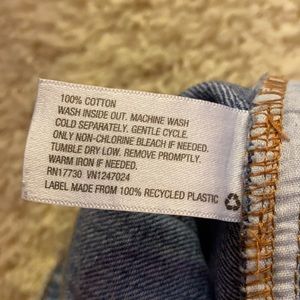 100% COTTON
WASH INSIDE OUT. MACHINE WASH
COLD SEPARATELY. GENTLE CYCLE.
ONLY NON-CHLORINE BLEACH IF NEEDED.
TUMBLE DRY LOW. REMOVE PROMPTLY.
WARM IRON IF NEEDED.
RN17730 VN1247024
LABEL MADE FROM 100% RECYCLED PLASTIC